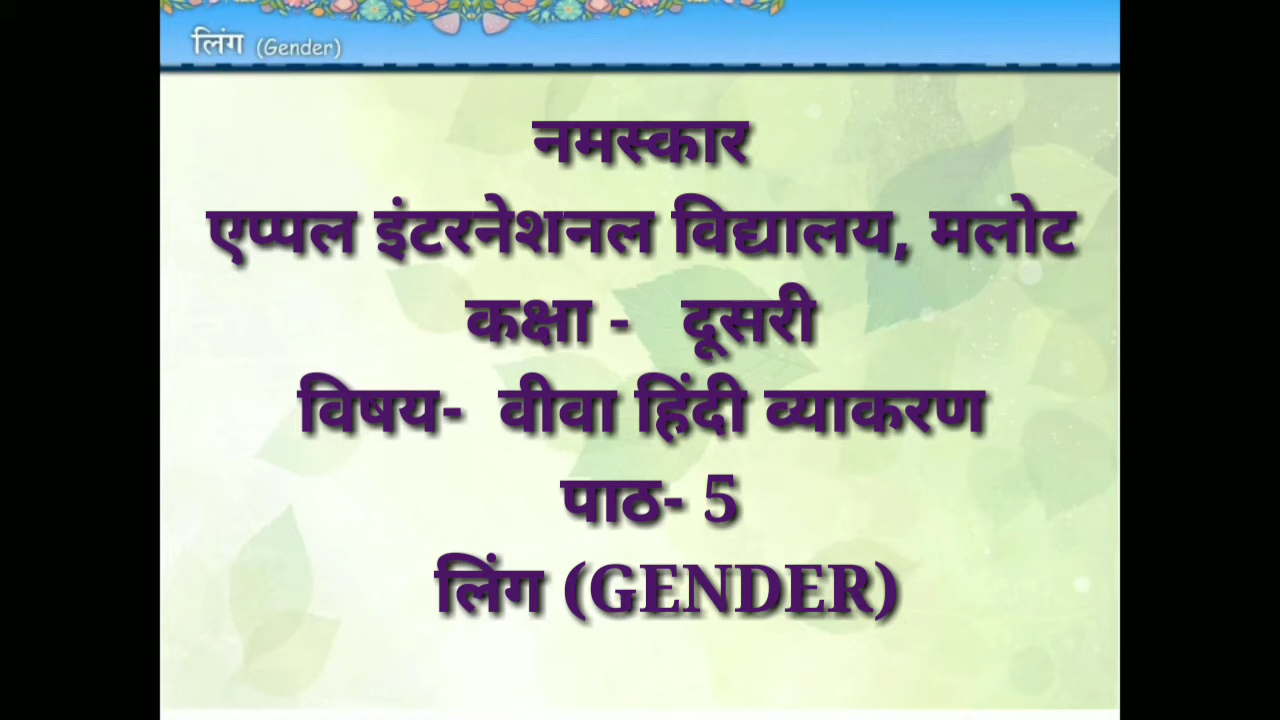 लिंग (Gender)
नमस्कार
एप्पल इंटरनेशनल विद्यालय, मलोट
कक्षा - दूसरी
विषय- वीवा हिंदी व्याकरण
पाठ- 5
लिंग (GENDER)